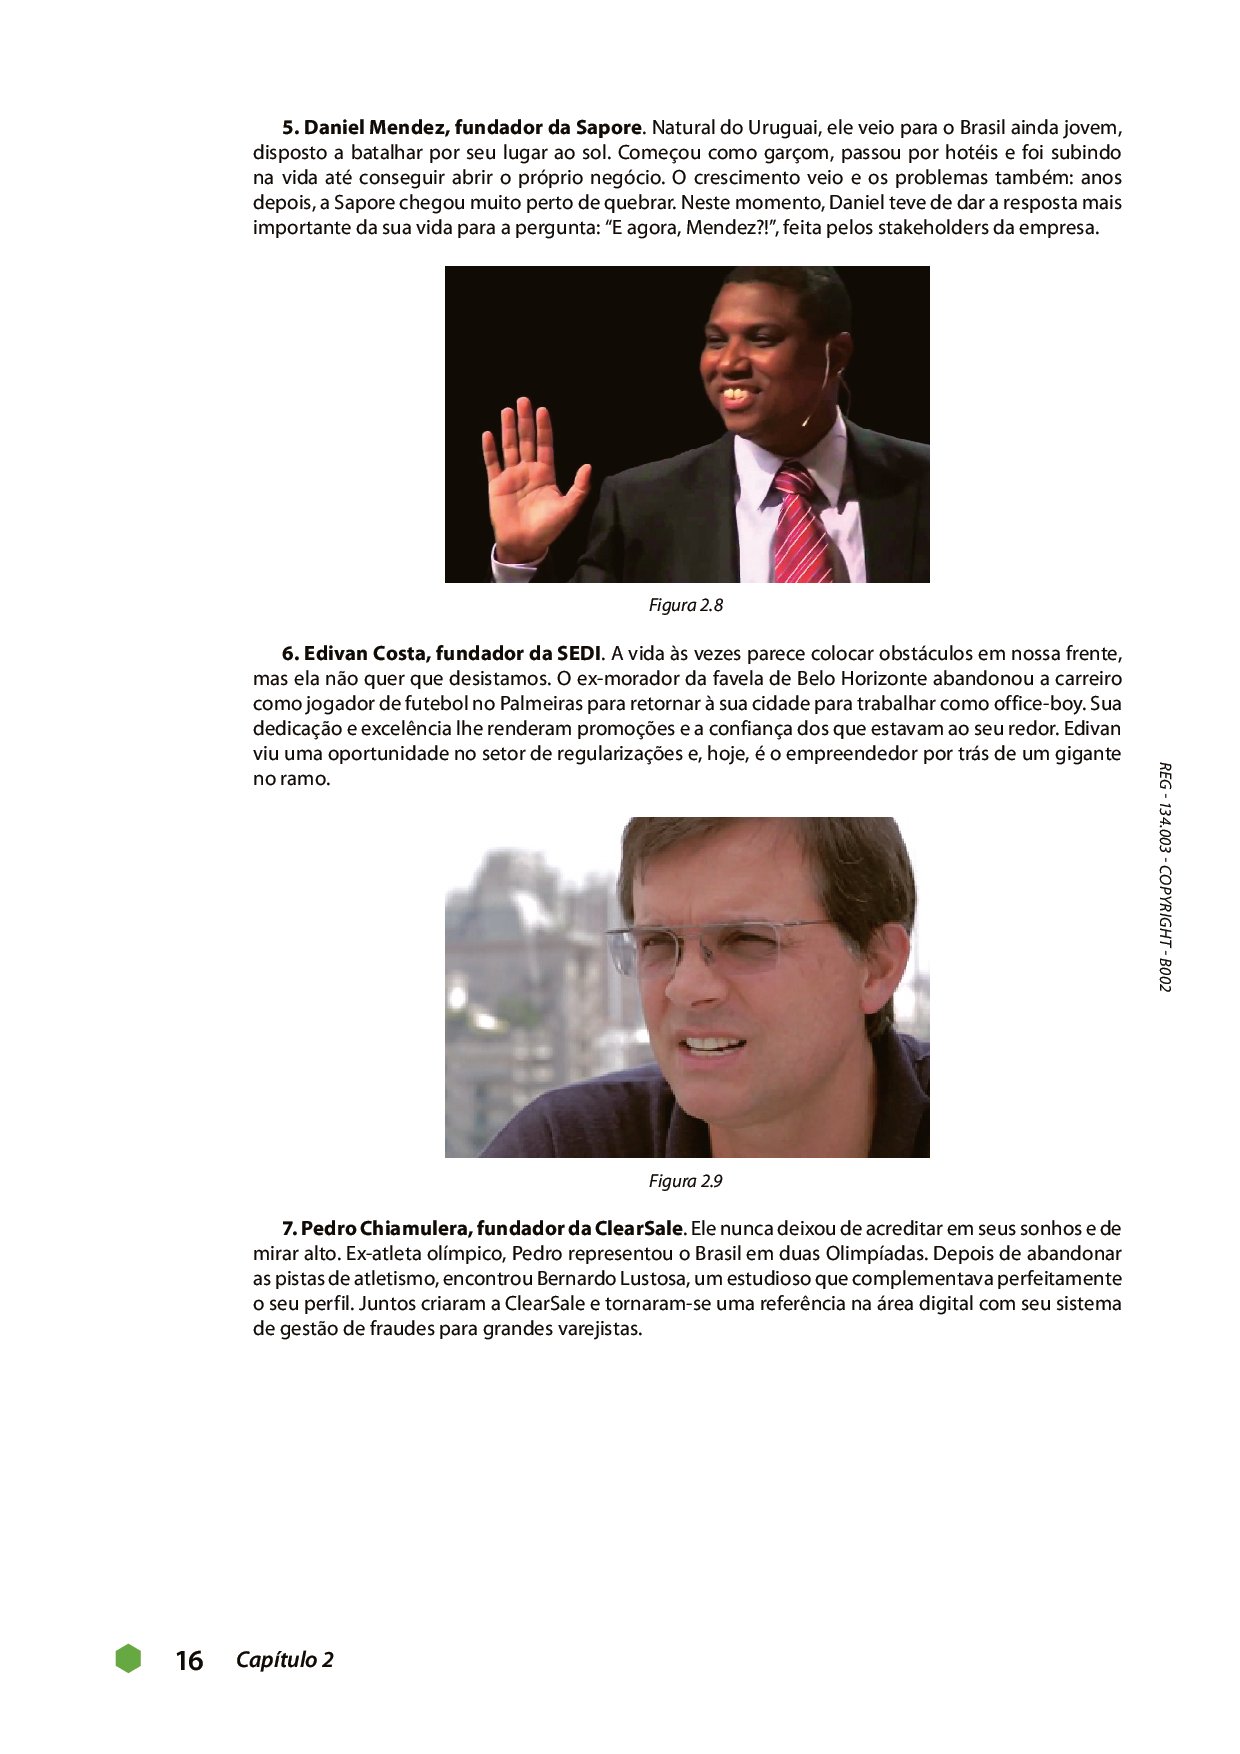 5. Daniel Mendez, fundador da Sapore. Natural do Uruguai, ele veio para o Brasil ainda jovem,
disposto a batalhar por seu lugar ao sol. Começou como garçom, passou por hotéis e foi subindo
na vida até conseguir abrir o próprio negócio. O crescimento veio e os problemas também: anos
depois, a Sapore chegou muito perto de quebrar. Neste momento, Daniel teve de dar a resposta mais
importante da sua vida para a pergunta: “E agora, Mendez?!”, feita pelos stakeholders da empresa.
Figura 2.8
6. Edivan Costa, fundador da SEDI. A vida às vezes parece colocar obstáculos em nossa frente,
mas ela não quer que desistamos. O ex-morador da favela de Belo Horizonte abandonou a carreiro
como jogador de futebol no Palmeiras para retornar à sua cidade para trabalhar como office-boy. Sua
dedicação e excelência lhe renderam promoções e a confiança dos que estavam ao seu redor. Edivan
viu uma oportunidade no setor de regularizações e, hoje, é o empreendedor por trás de um gigante
no ramo.
Figura 2.9
7. Pedro Chiamulera, fundador da ClearSale. Ele nunca deixou de acreditar em seus sonhos e de
mirar alto. Ex-atleta olímpico, Pedro representou o Brasil em duas Olimpíadas. Depois de abandonar
as pistas de atletismo, encontrou Bernardo Lustosa, um estudioso que complementava perfeitamente
o seu perfil. Juntos criaram a ClearSale e tornaram-se uma referência na área digital com seu sistema
de gestão de fraudes para grandes varejistas.
REG - 134.003 - COPYRIGHT - B002
16 Capítulo 2